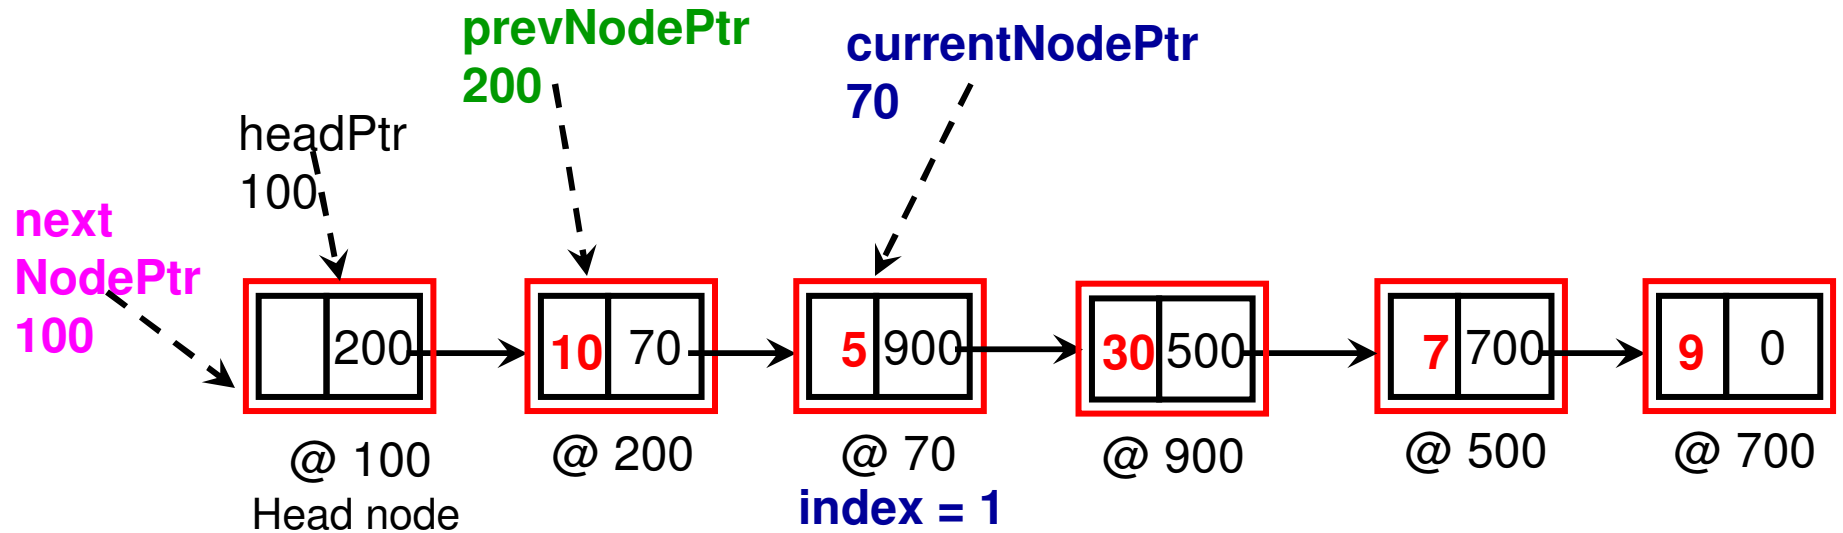 prevNodePtr
200
currentNodePtr
70
headPtr
100
next
NodePtr
100
200
10 70
5 900
30 500
7 700
9 0
@ 100
@ 200
@ 70
@ 900
@ 500
@ 700
Head node
index = 1